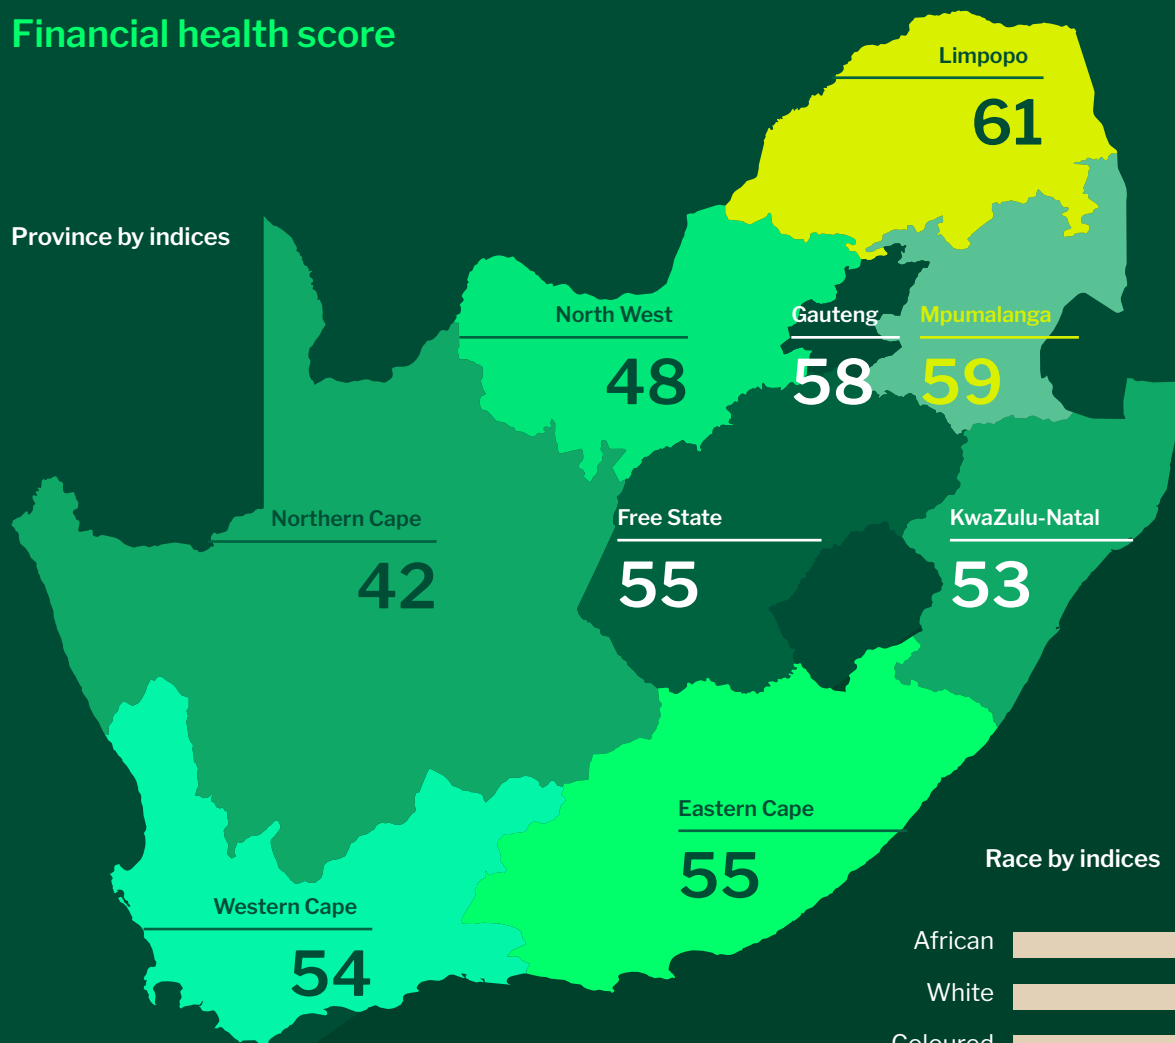 Financial health score
Limpopo
61
Province by indices
North West
48
Gauteng
58
Mpumalanga
59
Northern Cape
42
Free State
55
KwaZulu-Natal
53
Eastern Cape
55
Western Cape
54
Race by indices
African
White
Coloured